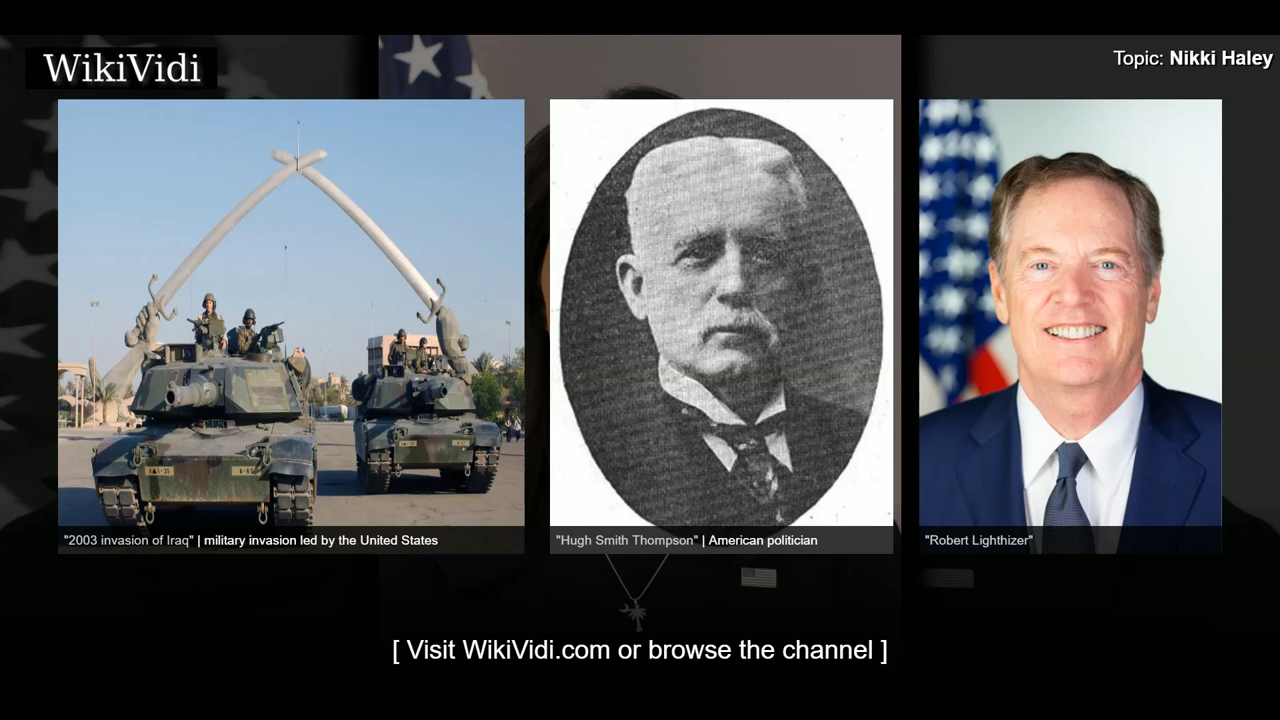 WikiVidi
Topic: Nikki Haley
"2003 invasion of Iraq" | military invasion led by the United States
"Hugh Smith Thompson" | American politician
"Robert Lighthizer"
[ Visit WikiVidi.com or browse the channel ]